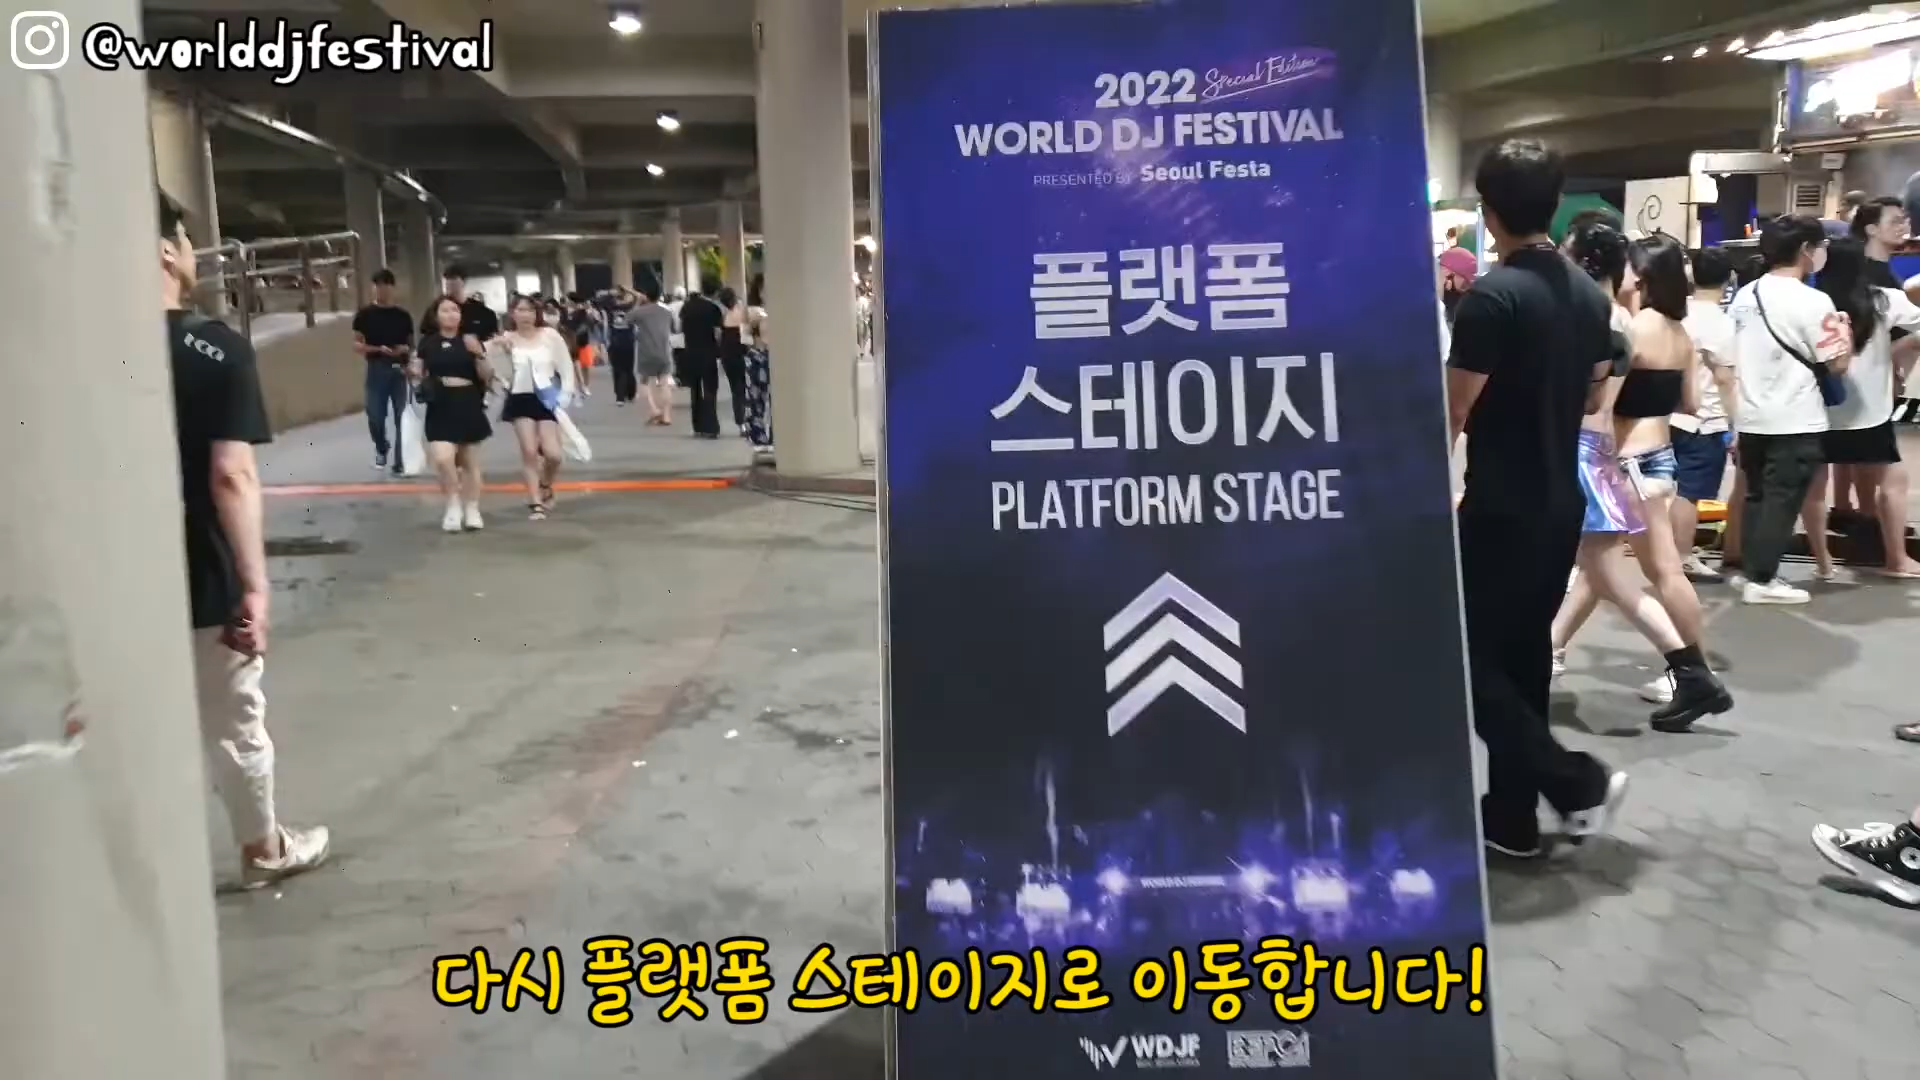 @worlddjfestival
2022 Special Edition
WORLD DJ FESTIVAL
PRESENTED BY Seoul Festa
플랫폼
스테이지
PLATFORM STAGE
다시 플랫폼 스테이지로 이동합니다!
WDJF